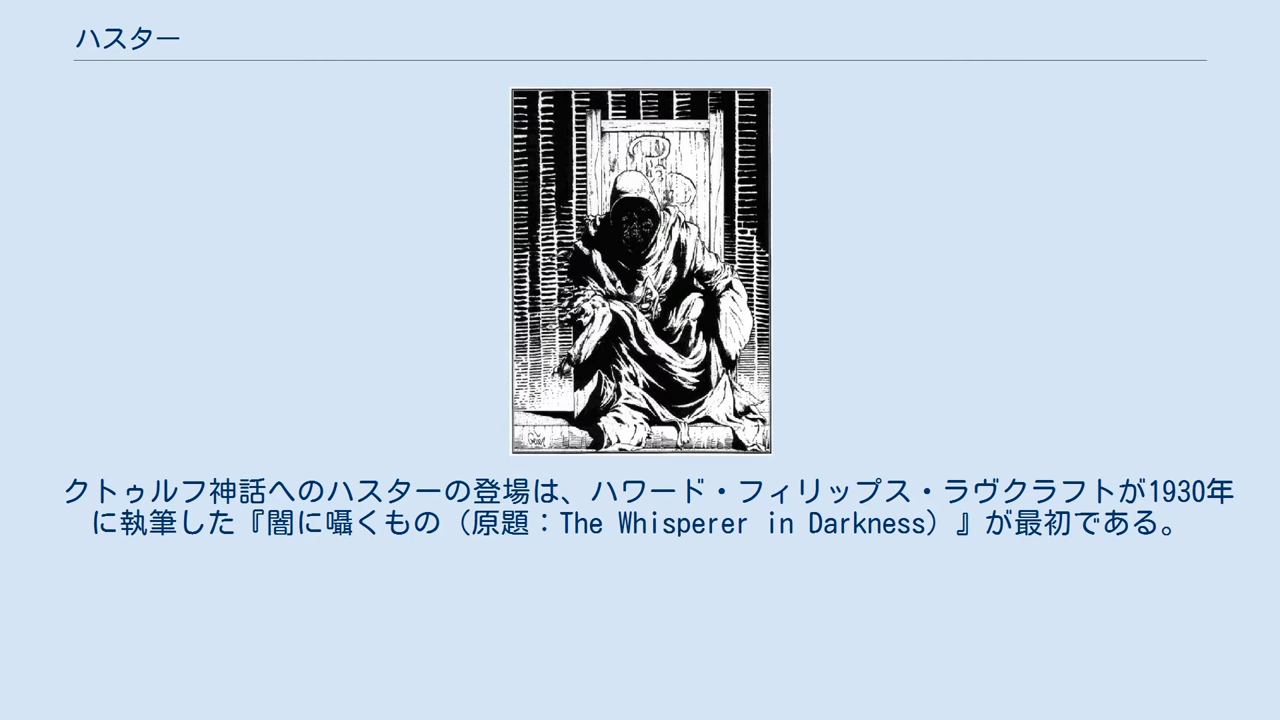 ハスター
クトゥルフ神話へのハスターの登場は、ハワード・フィリップス・ラヴクラフトが1930年
に執筆した『闇に囁くもの（原題：The Whisperer in Darkness）』が最初である。